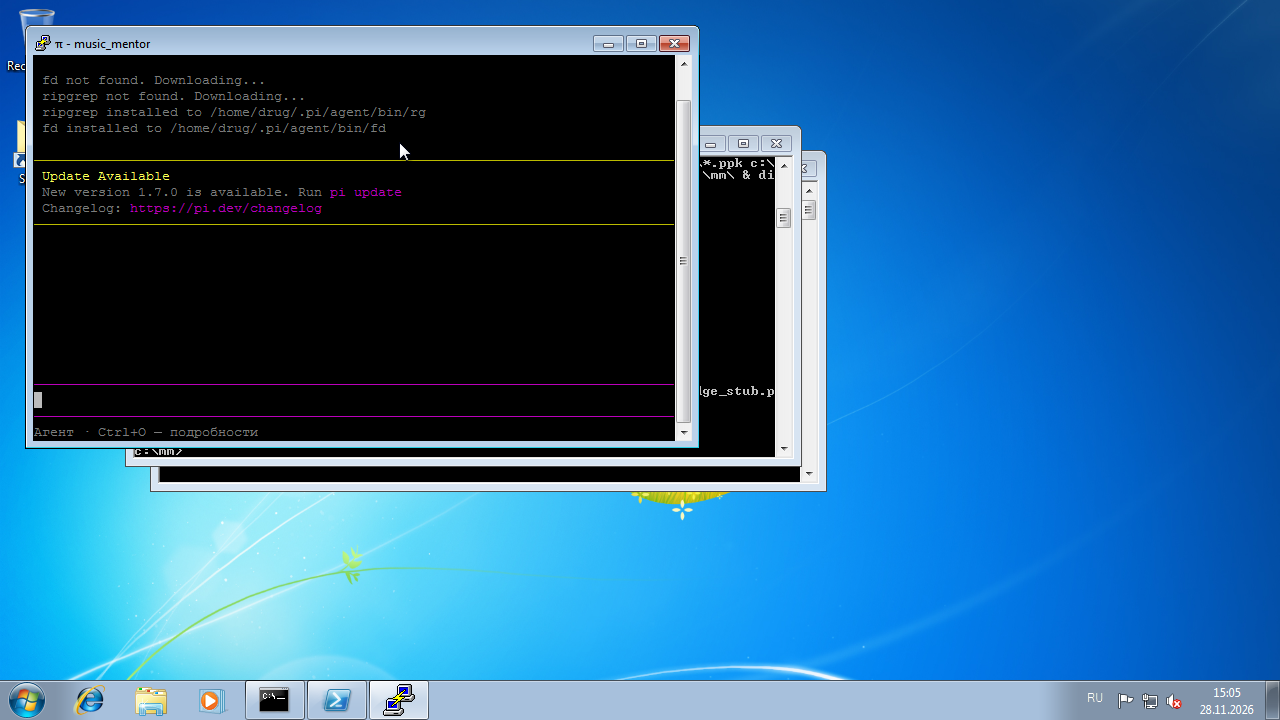 Rec
π - music_mentor
fd not found. Downloading...
ripgrep not found. Downloading...
ripgrep installed to /home/drug/.pi/agent/bin/rg
fd installed to /home/drug/.pi/agent/bin/fd
Update Available
New version 1.7.0 is available. Run pi update
Changelog: https://pi.dev/changelog
Агент · Ctrl+O — подробности
\*.ppk c:\
\mm\ & di
dge_stub.p
c:\mm>
S
C:\
RU
15:05
28.11.2026